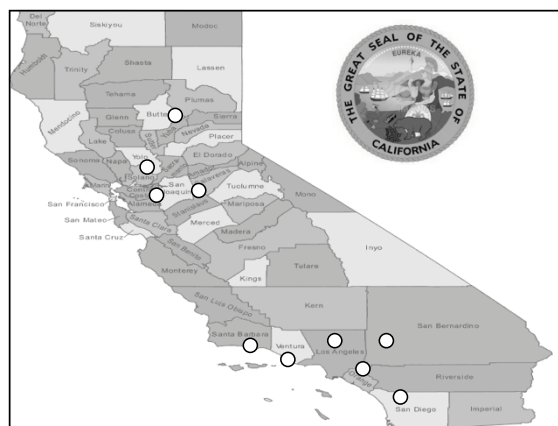 Del Norte
Siskiyou
Modoc
Humboldt
Trinity
Shasta
Lassen
Tehama
Plumas
Mendocino
Glenn
Butte
Sierra
Lake
Colusa
Yuba
Nevada
Placer
Sonoma
Napa
Yolo
El Dorado
Alpine
Solano
Amador
Calaveras
Marin
San Joaquin
Tuolumne
Mono
San Francisco
Alameda
Stanislaus
Mariposa
San Mateo
Santa Clara
Merced
Madera
Santa Cruz
San Benito
Fresno
Inyo
Monterey
Kings
Tulare
San Luis Obispo
Kern
San Bernardino
Santa Barbara
Ventura
Los Angeles
Orange
Riverside
San Diego
Imperial
THE GREAT SEAL OF THE STATE OF CALIFORNIA
EUREKA